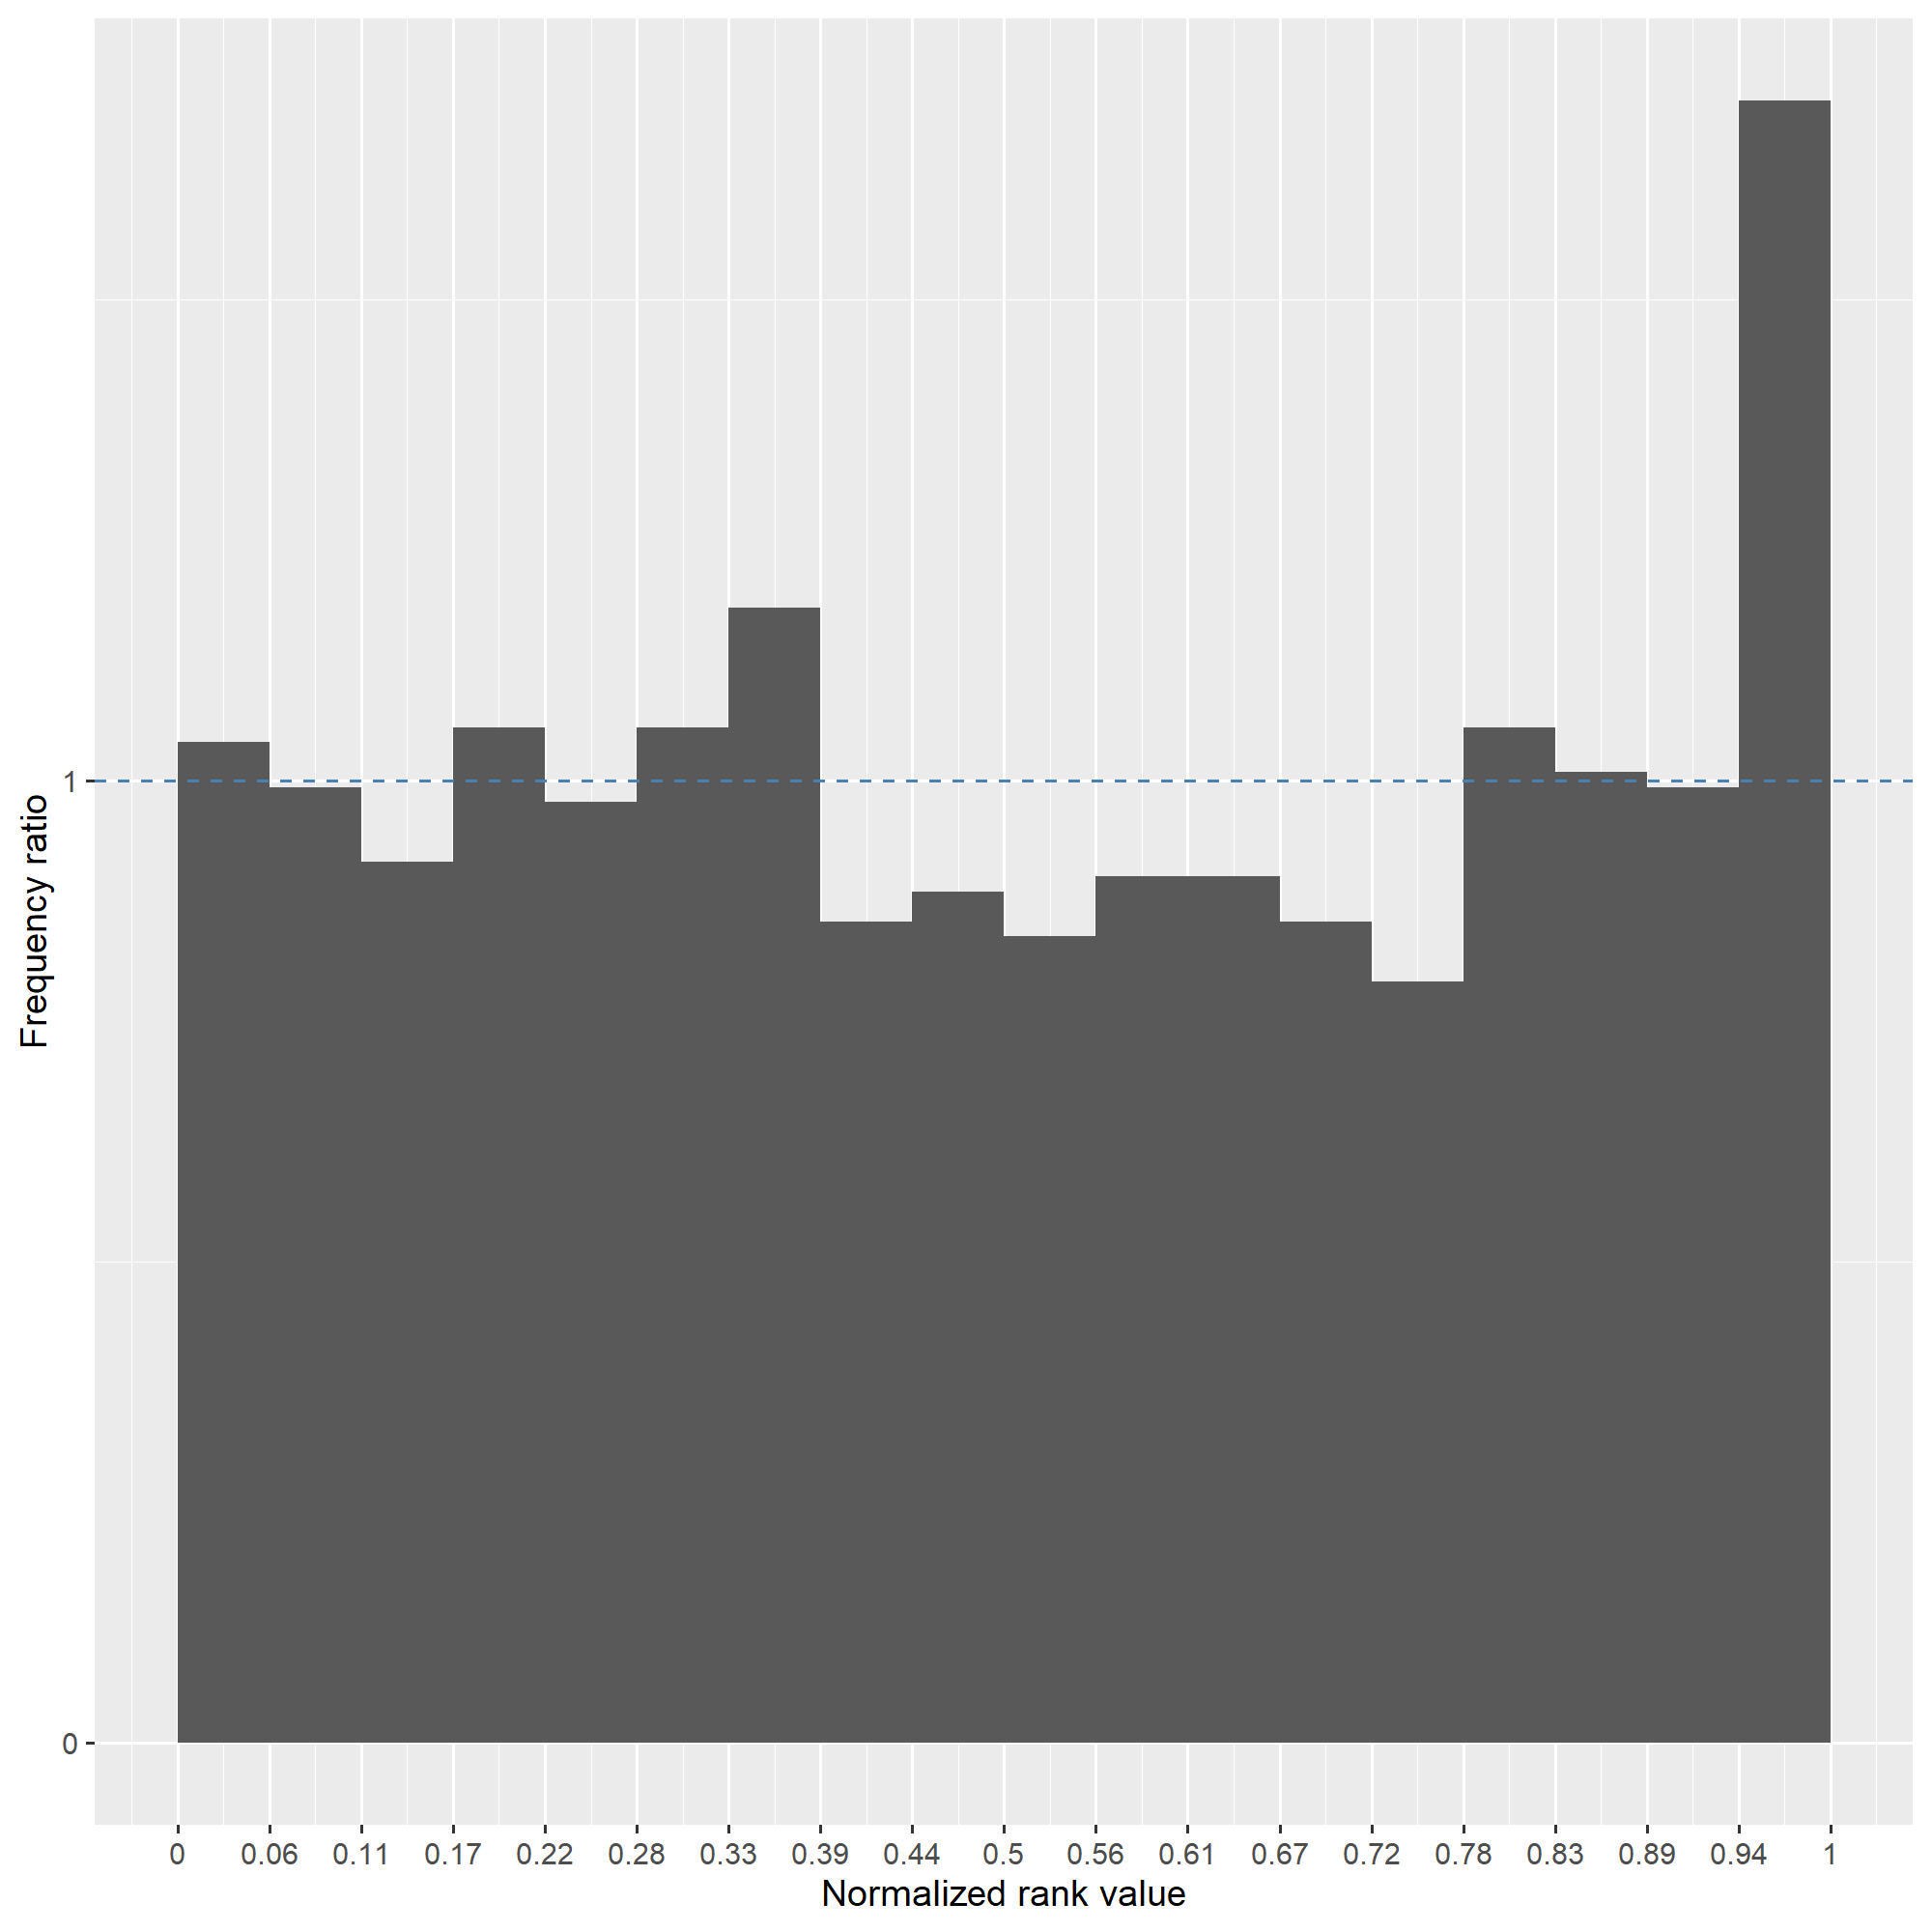 Frequency ratio
1
0
0 0.06 0.11 0.17 0.22 0.28 0.33 0.39 0.44 0.5 0.56 0.61 0.67 0.72 0.78 0.83 0.89 0.94 1
Normalized rank value